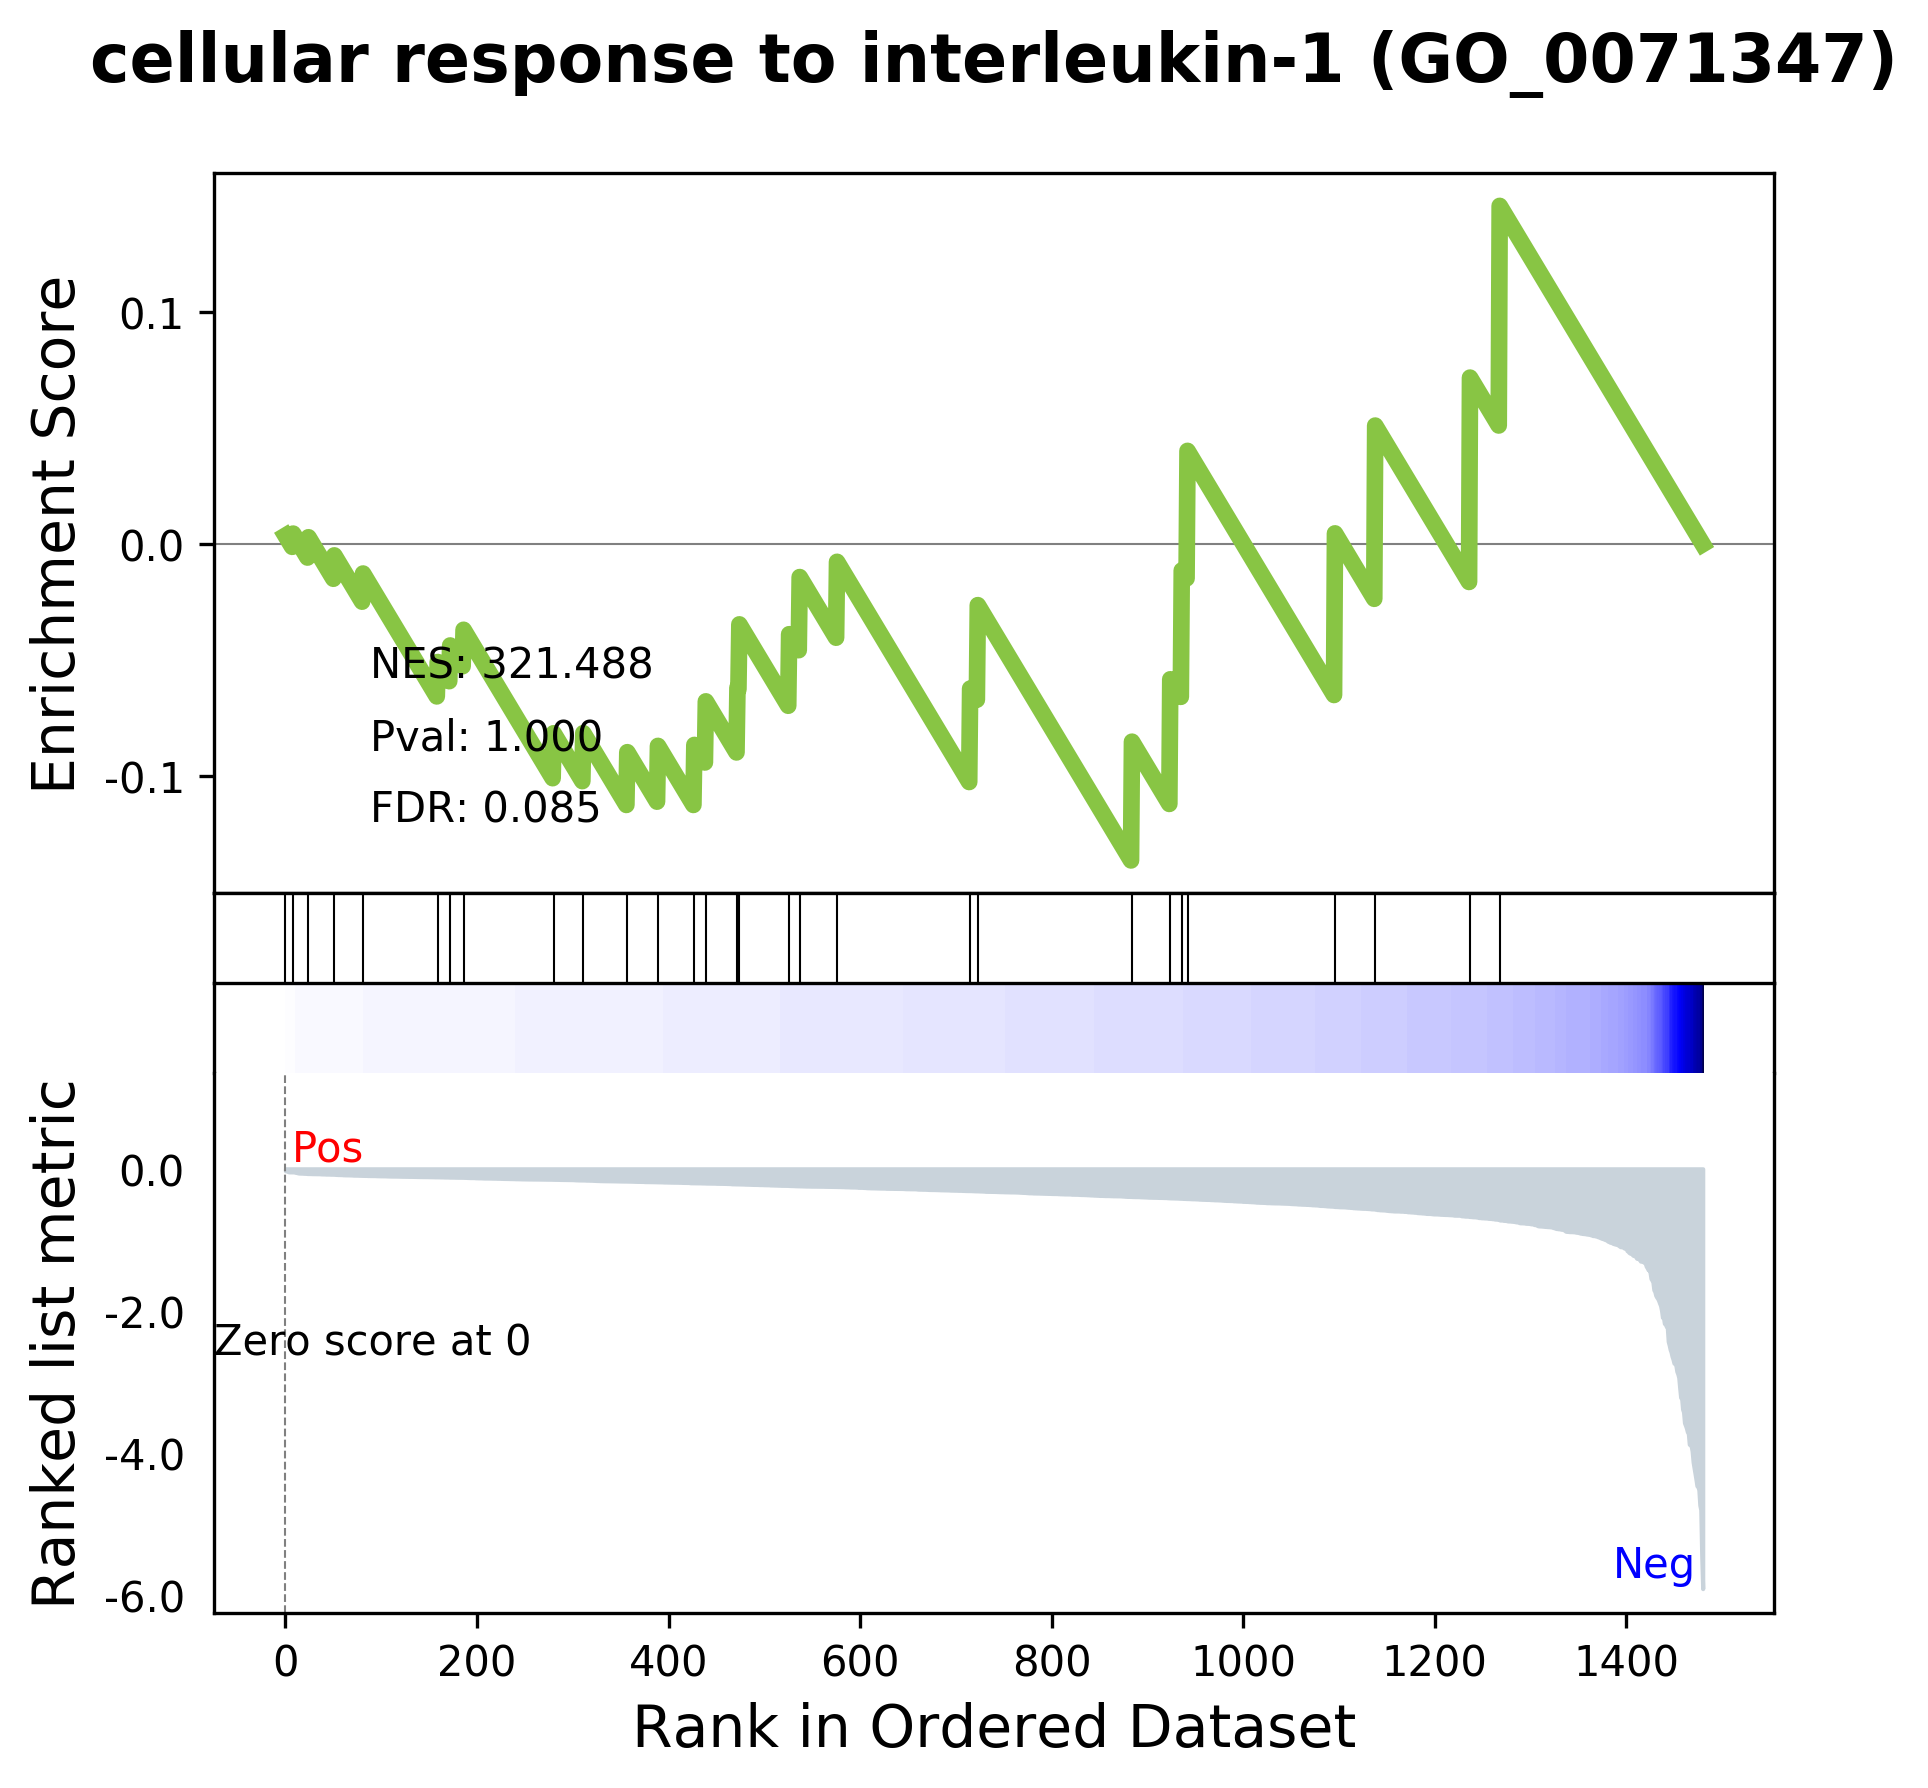 cellular response to interleukin-1 (GO_0071347)
Enrichment Score
0.1
0.0
-0.1
NES: 321.488
Pval: 1.000
FDR: 0.085
Ranked list metric
Pos
0.0
-2.0
Zero score at 0
-4.0
Neg
-6.0
0 200 400 600 800 1000 1200 1400
Rank in Ordered Dataset